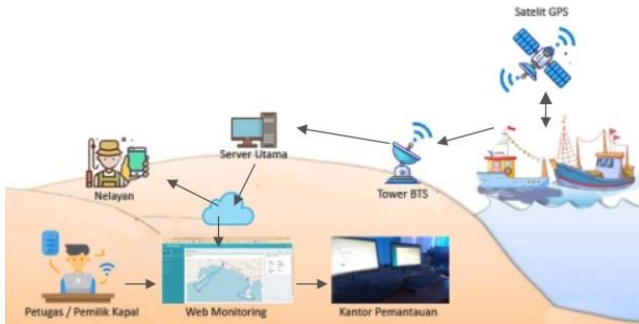 Satelit GPS
Server Utama
Nelayan
Tower BTS
Petugas / Pemilik Kapal
Web Monitoring
Kantor Pemantauan